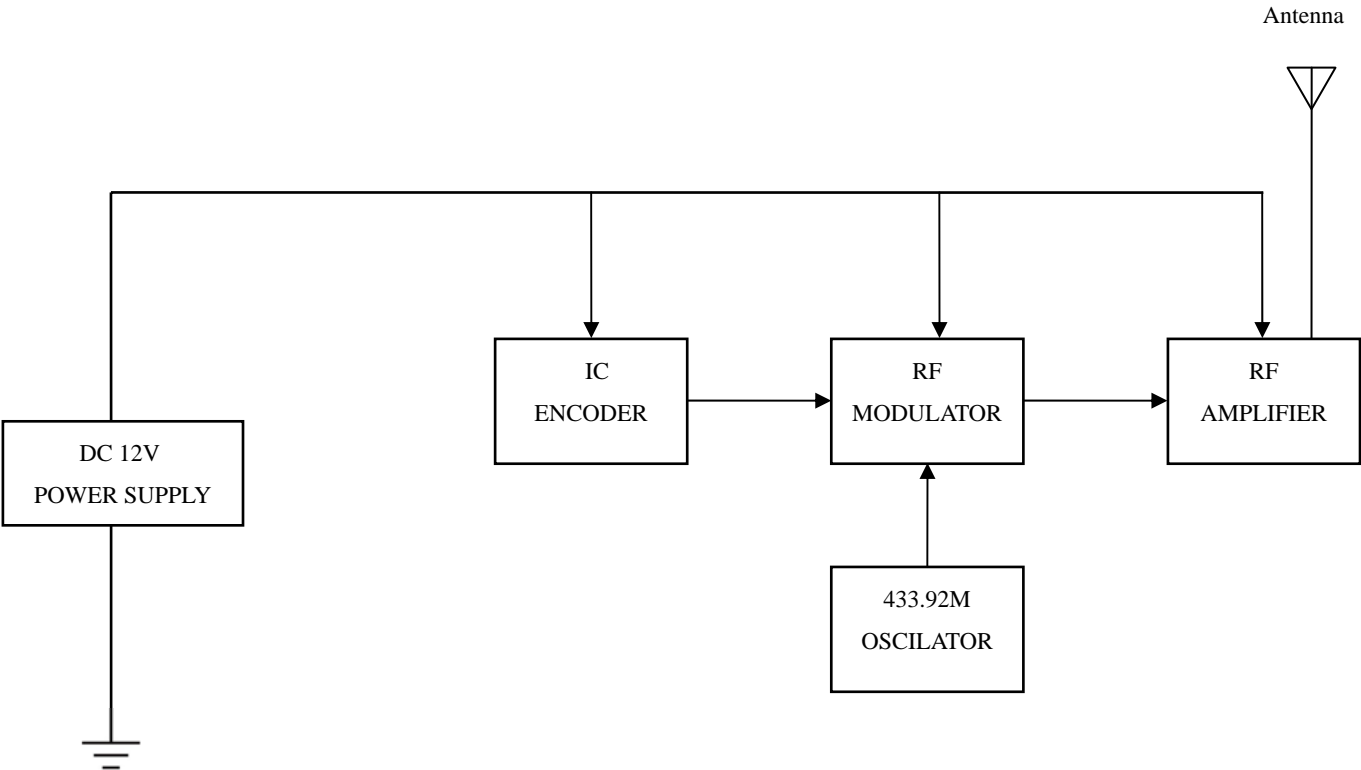 Antenna
IC
ENCODER
RF
MODULATOR
RF
AMPLIFIER
DC 12V
POWER SUPPLY
433.92M
OSCILATOR